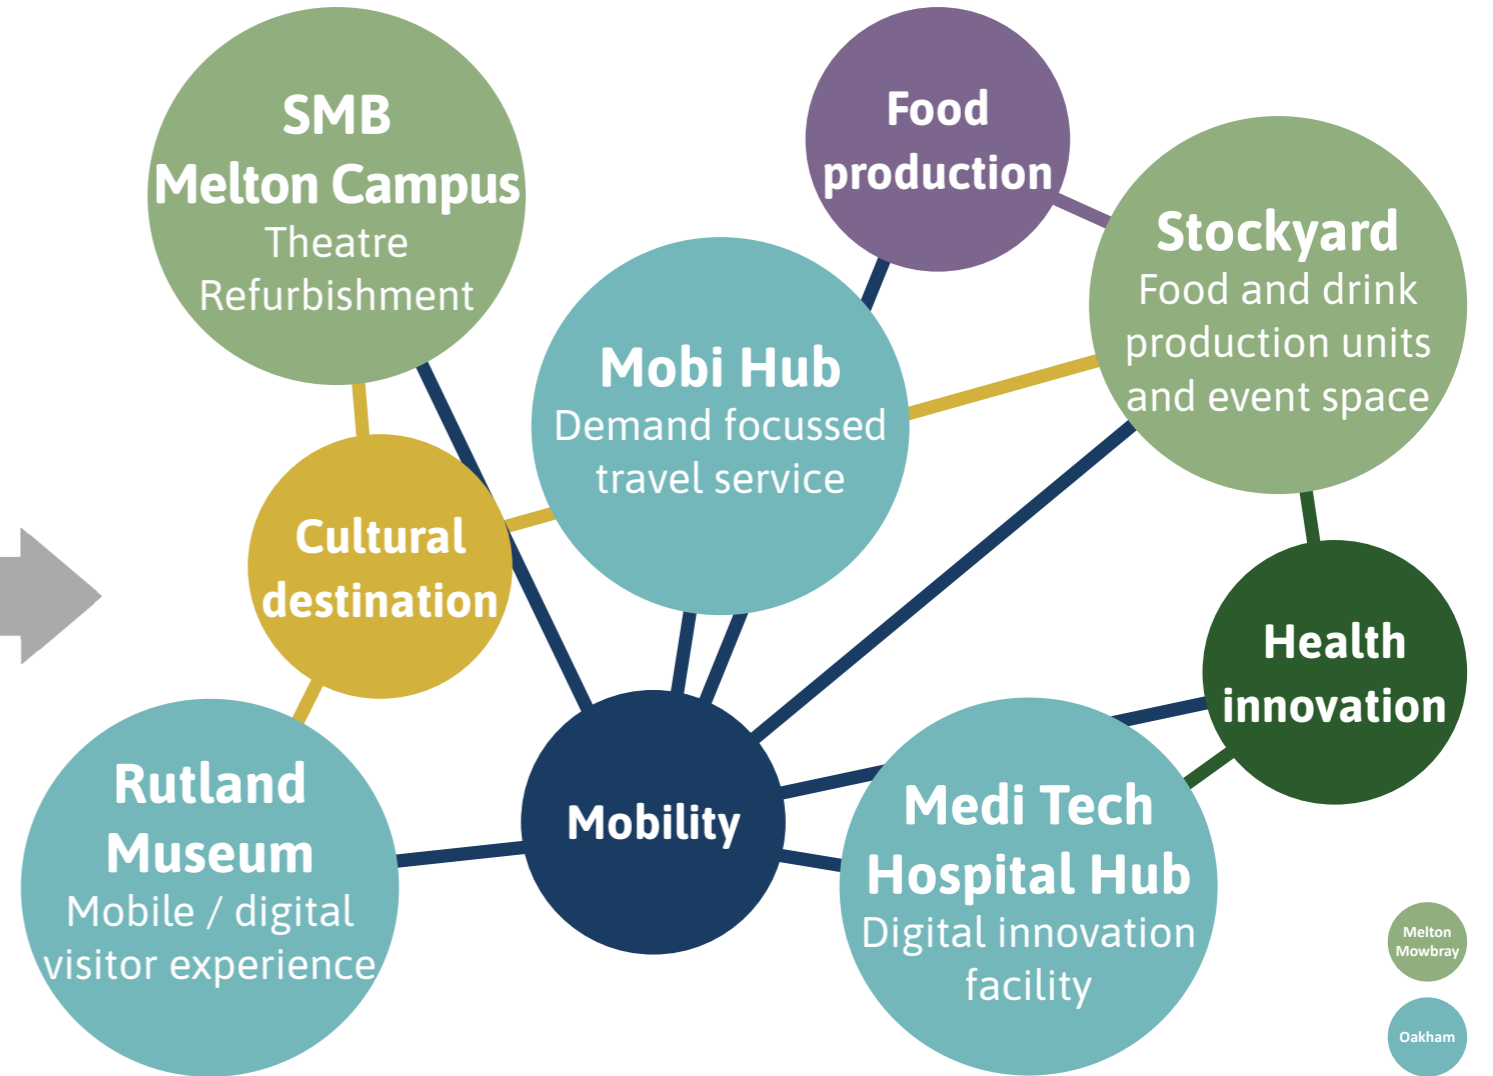 SMB
Melton Campus
Theatre
Refurbishment
Food
production
Stockyard
Food and drink
production units
and event space
Mobi Hub
Demand focussed
travel service
Cultural
destination
Health
innovation
Rutland
Museum
Mobile / digital
visitor experience
Mobility
Medi Tech
Hospital Hub
Digital innovation
facility
Melton
Mowbray
Oakham